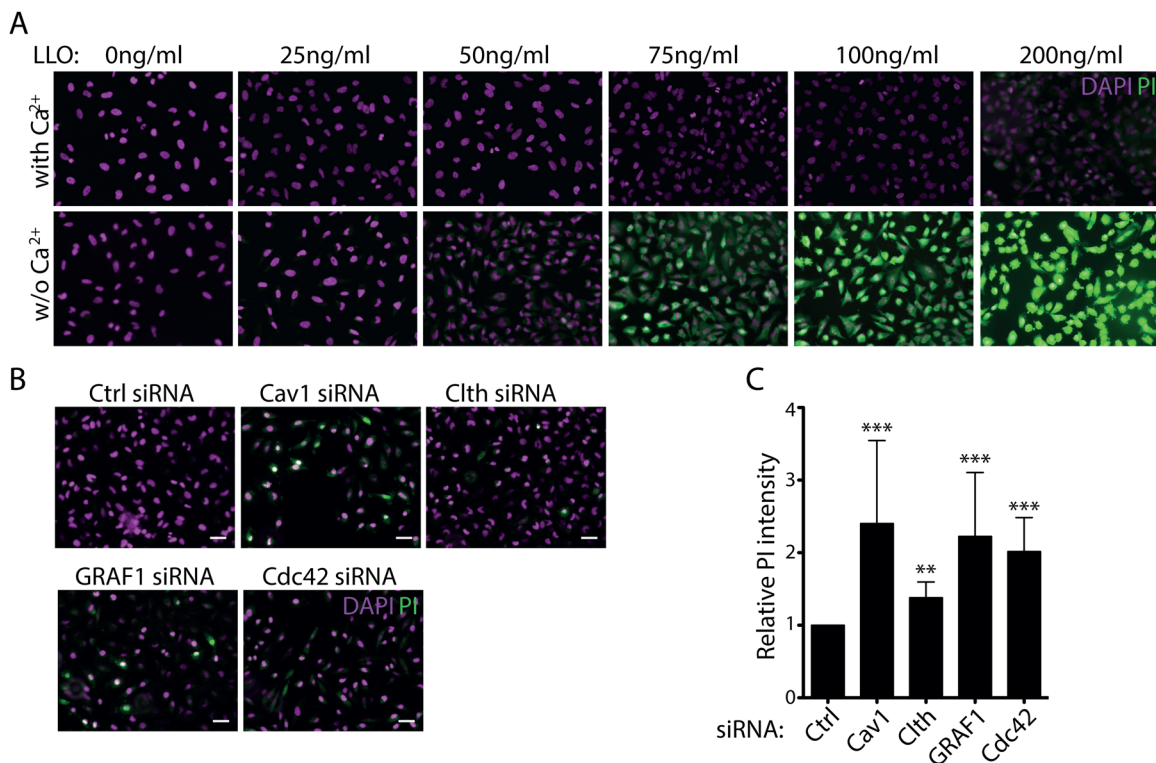 A
LLO: 0ng/ml 25ng/ml 50ng/ml 75ng/ml 100ng/ml 200ng/ml
with Ca²⁺
DAPI PI
w/o Ca²⁺
B
Ctrl siRNA Cav1 siRNA Clth siRNA
GRAF1 siRNA Cdc42 siRNA
DAPI PI
C
Relative PI intensity
4
3
2
1
0
***
**
***
***
siRNA: Ctrl Cav1 Clth GRAF1 Cdc42